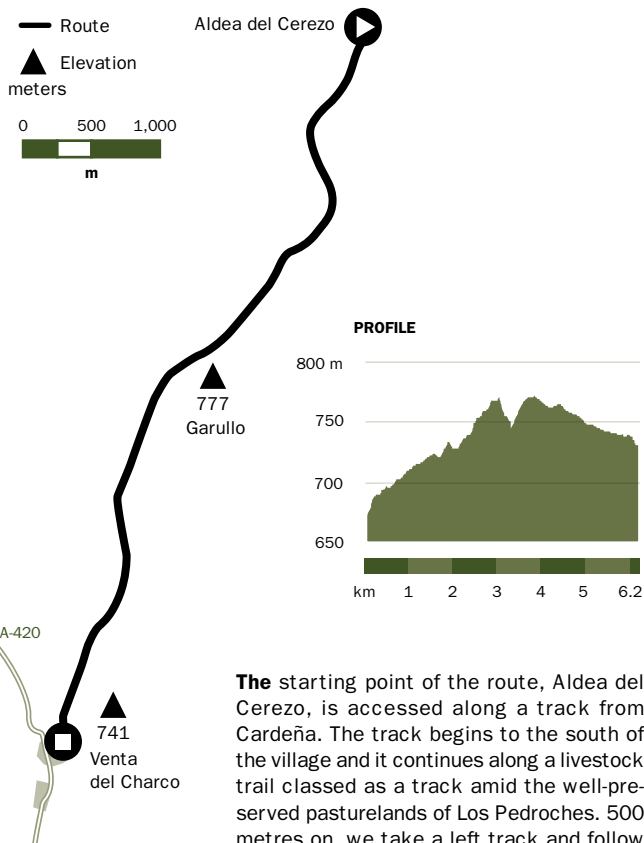 Route
Elevation
meters
0 500 1,000
m
Aldea del Cerezo
777
Garullo
PROFILE
800 m
750
700
650
km 1 2 3 4 5 6.2
A-420
741
Venta
del Charco
The starting point of the route, Aldea del
Cerezo, is accessed along a track from
Cardeña. The track begins to the south of
the village and it continues along a livestock
trail classed as a track amid the well-pre-
served pasturelands of Los Pedroches. 500
metres on, we take a left track and follow